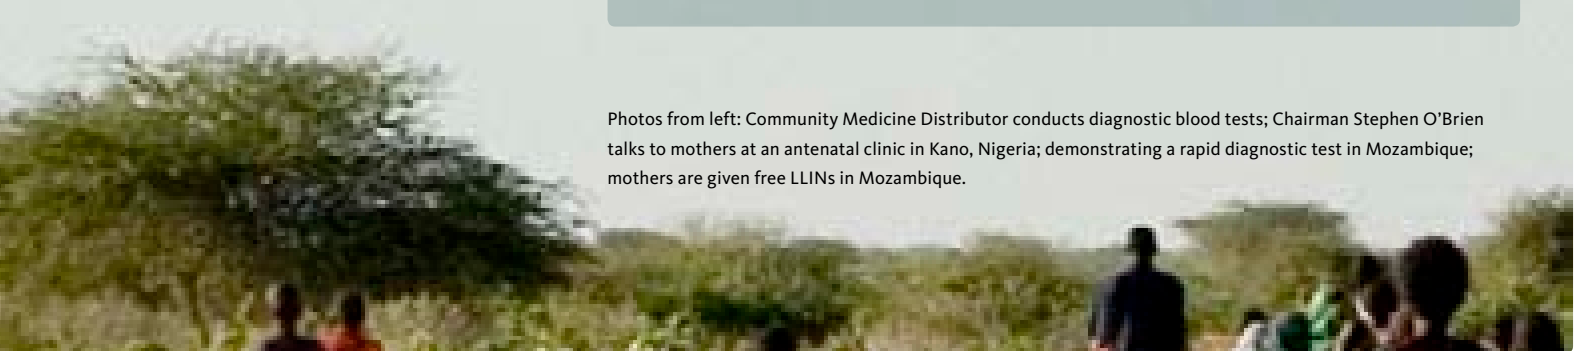 Photos from left: Community Medicine Distributor conducts diagnostic blood tests; Chairman Stephen O’Brien
talks to mothers at an antenatal clinic in Kano, Nigeria; demonstrating a rapid diagnostic test in Mozambique;
mothers are given free LLINs in Mozambique.